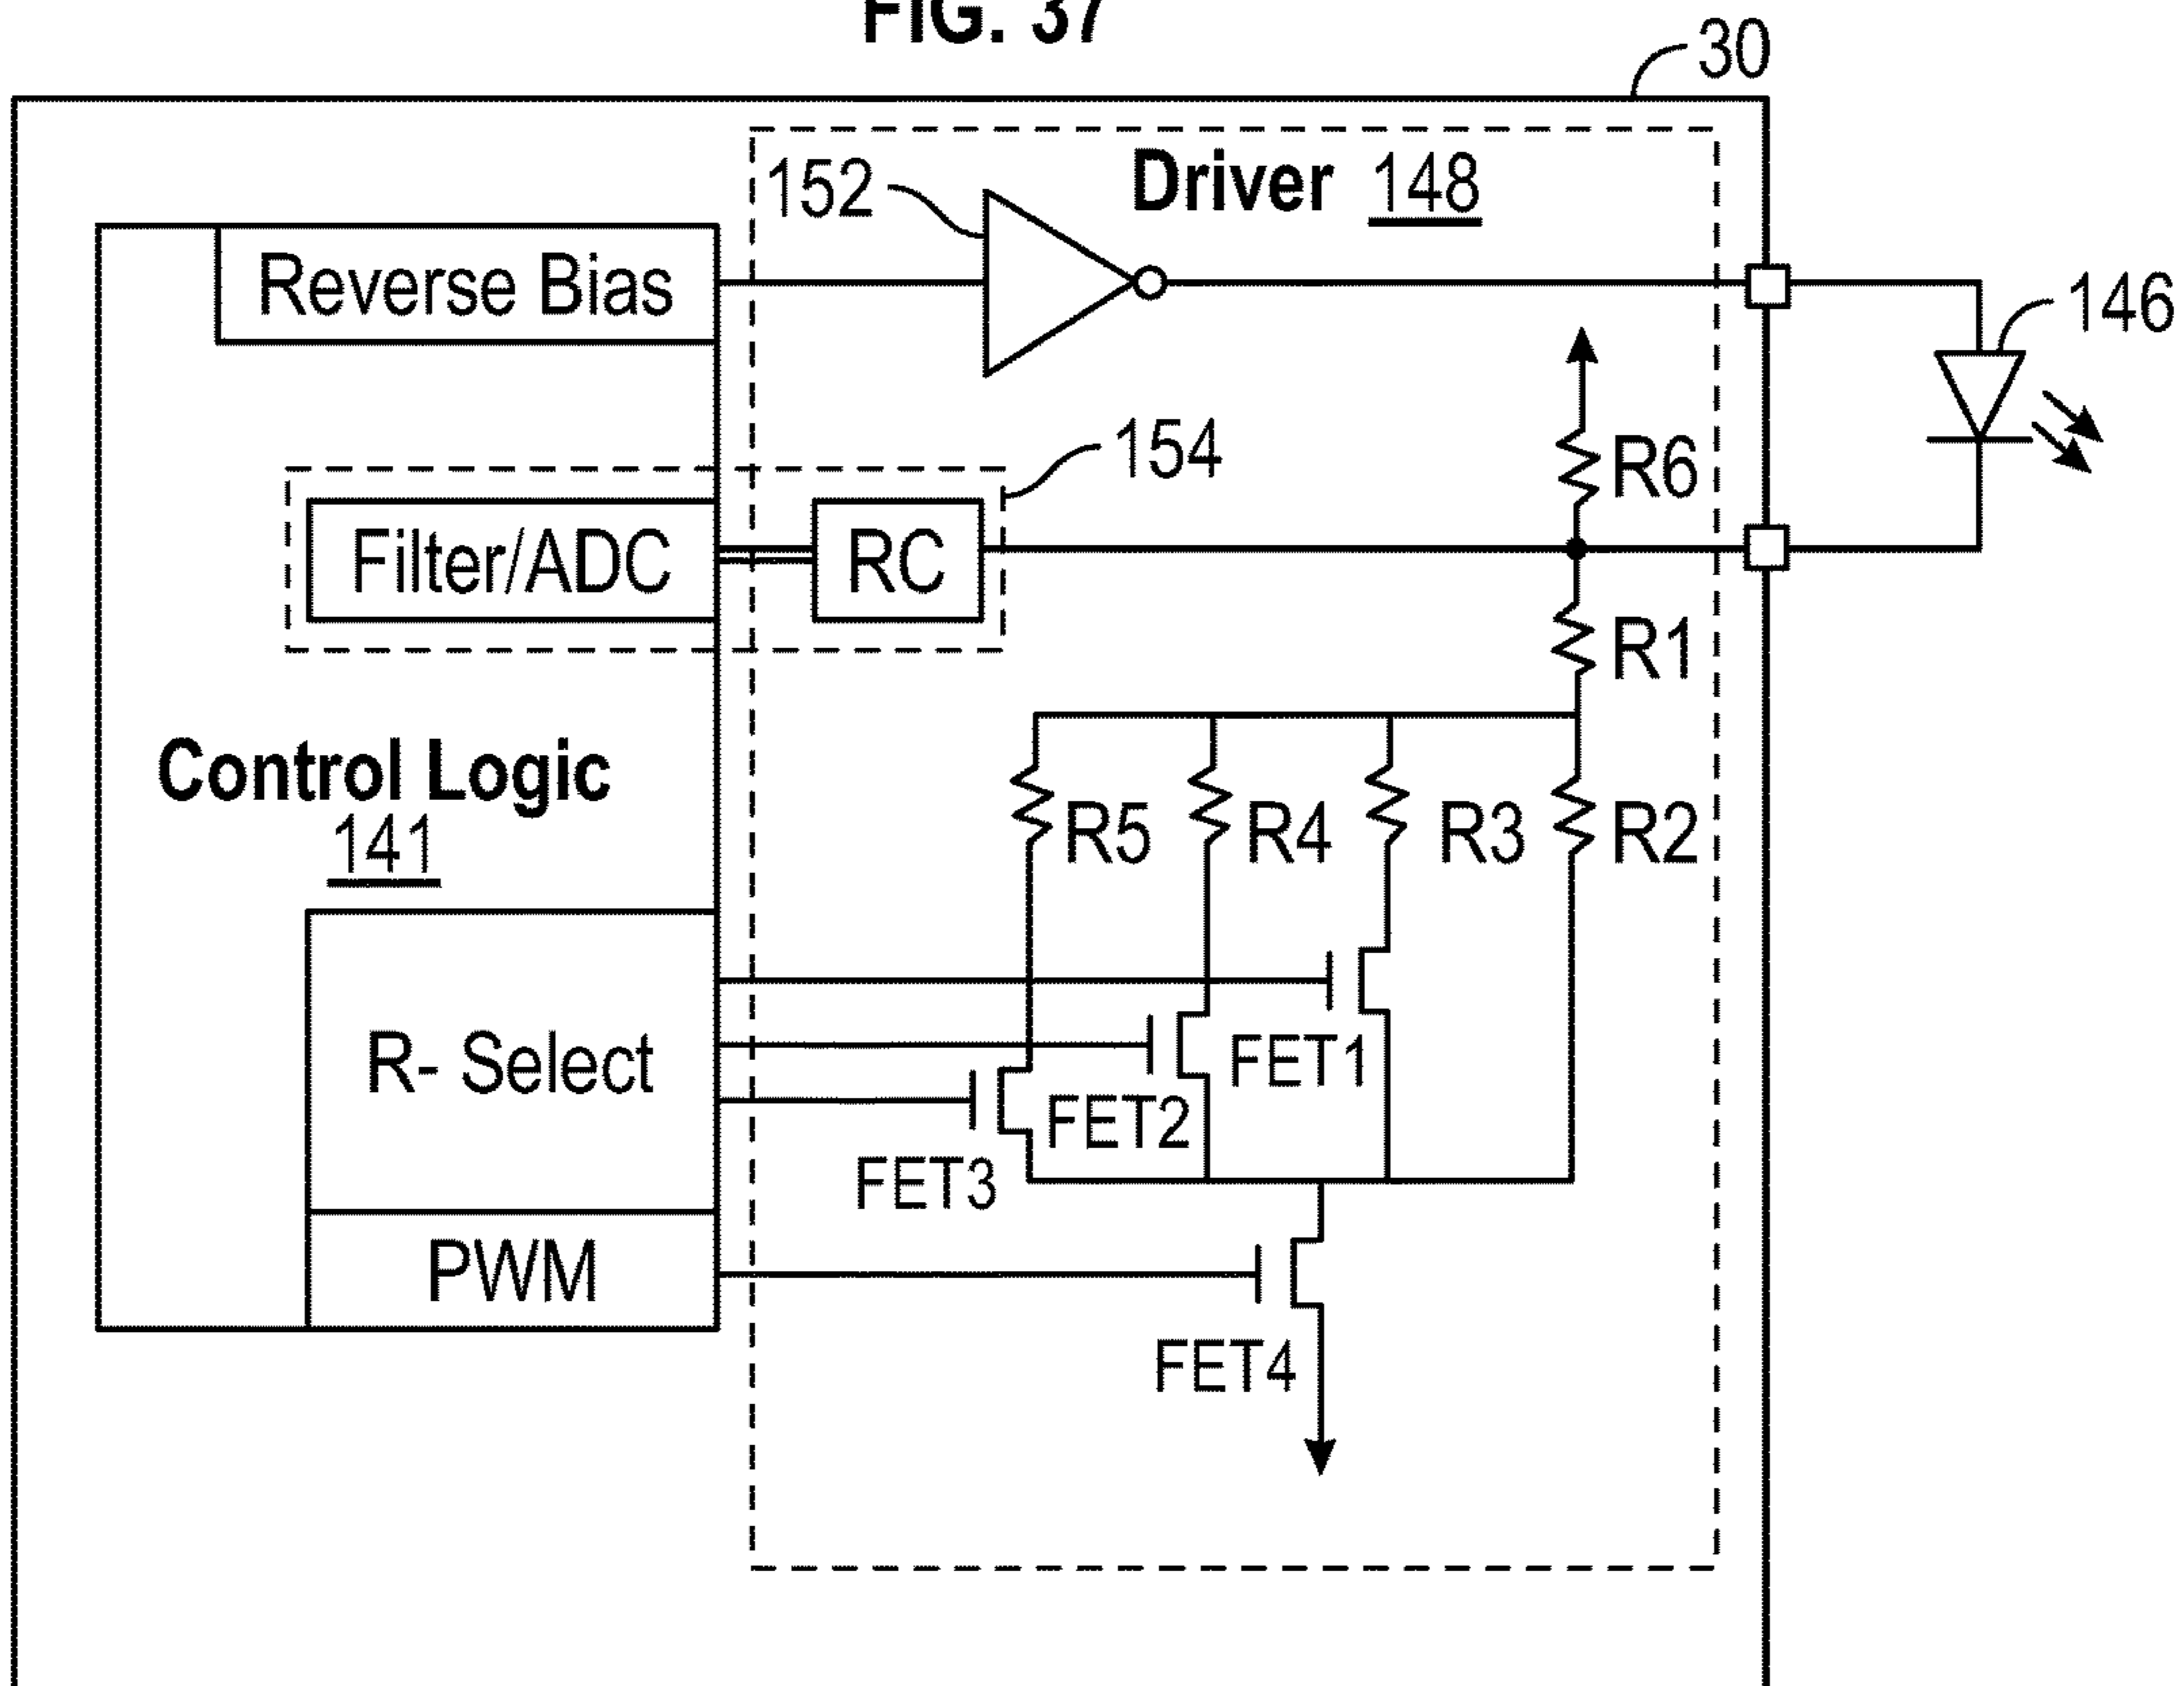 FIG. 37
30
152
Driver 148
Reverse Bias
146
154
R6
Filter/ADC
RC
R1
Control Logic
141
R5
R4
R3
R2
R- Select
FET1
FET2
FET3
PWM
FET4